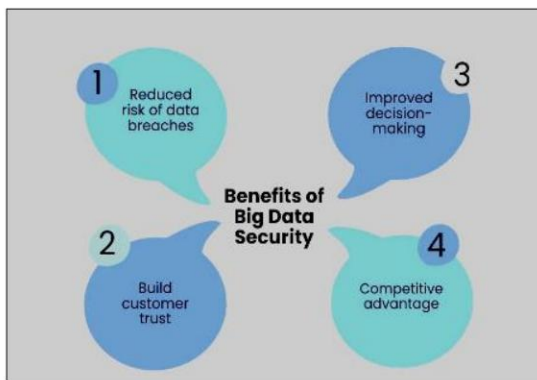 1
Reduced
risk of data
breaches
2
Build
customer
trust
Benefits of
Big Data
Security
3
Improved
decision-
making
4
Competitive
advantage